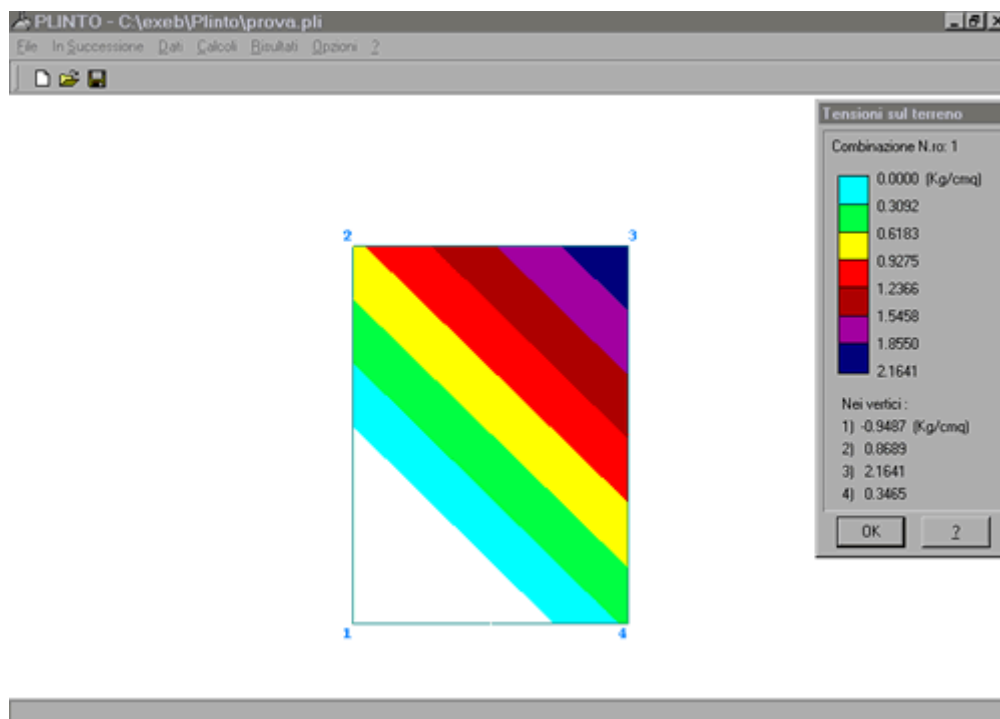 PLINTO - C:\exeb\Plinto\prova.pli
File In Successione Dati Calcoli Risultati Opzioni ?
Tensioni sul terreno
Combinazione N.ro: 1
0.0000 (Kg/cmq)
0.3092
0.6183
0.9275
1.2366
1.5458
1.8550
2.1641
Nei vertici :
1) -0.9487 (Kg/cmq)
2) 0.8689
3) 2.1641
4) 0.3465
OK ?
2 3
1 4